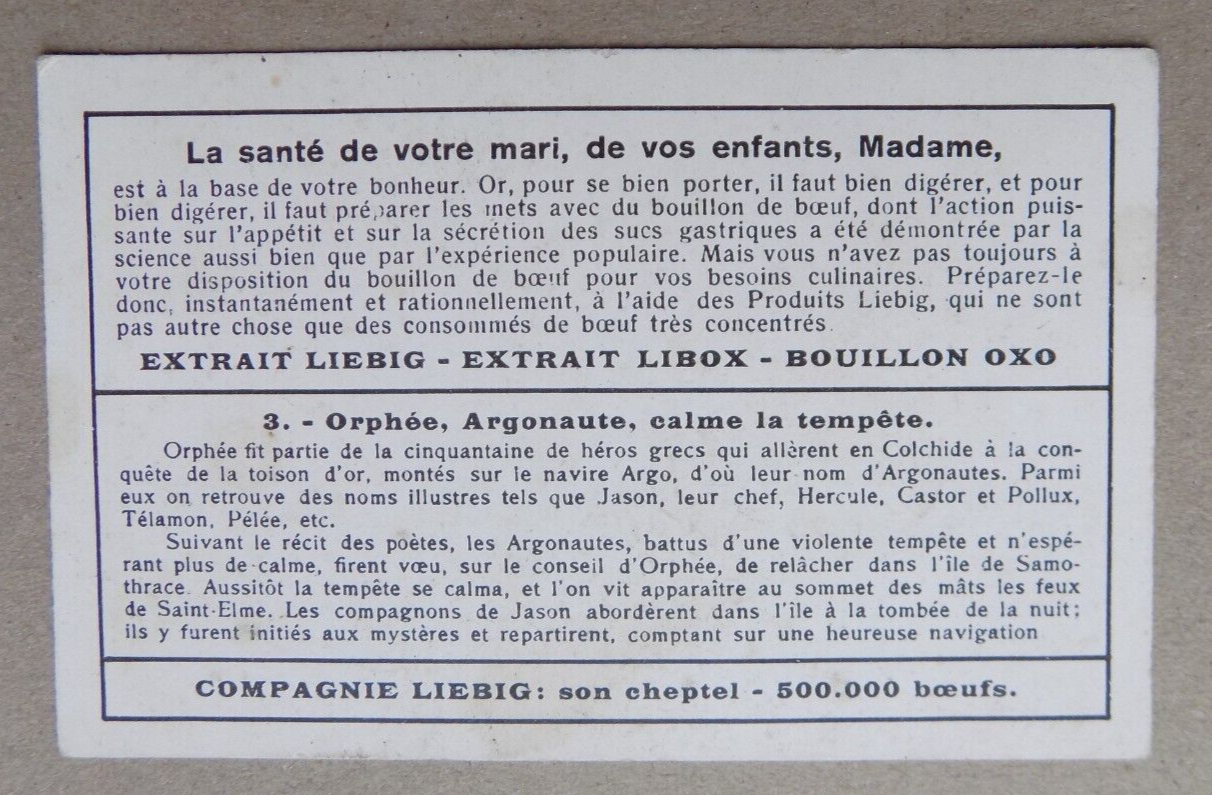 La santé de votre mari, de vos enfants, Madame,
est à la base de votre bonheur. Or, pour se bien porter, il faut bien digérer, et pour
bien digérer, il faut préparer les mets avec du bouillon de bœuf, dont l'action puis-
sante sur l'appétit et sur la sécrétion des sucs gastriques a été démontrée par la
science aussi bien que par l'expérience populaire. Mais vous n'avez pas toujours à
votre disposition du bouillon de bœuf pour vos besoins culinaires. Préparez-le
donc, instantanément et rationnellement, à l'aide des Produits Liebig, qui ne sont
pas autre chose que des consommés de bœuf très concentrés.
EXTRAIT LIEBIG - EXTRAIT LIBOX - BOUILLON OXO
3. - Orphée, Argonaute, calme la tempête.
Orphée fit partie de la cinquantaine de héros grecs qui allèrent en Colchide à la con-
quête de la toison d'or, montés sur le navire Argo, d'où leur nom d'Argonautes. Parmi
eux on retrouve des noms illustres tels que Jason, leur chef, Hercule, Castor et Pollux,
Télamon, Pélée, etc.
Suivant le récit des poètes, les Argonautes, battus d'une violente tempête et n'espé-
rant plus de calme, firent vœu, sur le conseil d'Orphée, de relâcher dans l'île de Samo-
thrace. Aussitôt la tempête se calma, et l'on vit apparaître au sommet des mâts les feux
de Saint-Elme. Les compagnons de Jason abordèrent dans l'île à la tombée de la nuit;
ils y furent initiés aux mystères et repartirent, comptant sur une heureuse navigation
COMPAGNIE LIEBIG: son cheptel - 500.000 bœufs.